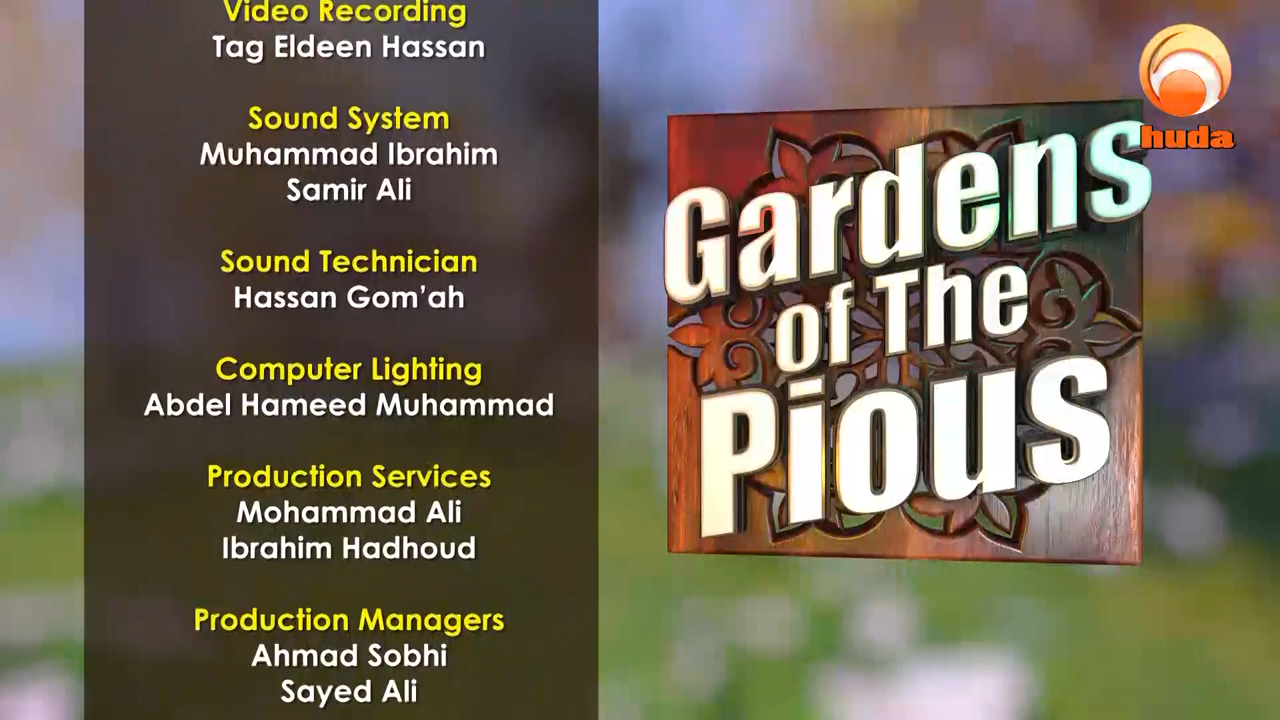 Video Recording
Tag Eldeen Hassan
Sound System
Muhammad Ibrahim
Samir Ali
Sound Technician
Hassan Gom’ah
Computer Lighting
Abdel Hameed Muhammad
Production Services
Mohammad Ali
Ibrahim Hadhoud
Production Managers
Ahmad Sobhi
Sayed Ali
Gardens
of The
Pious
huda